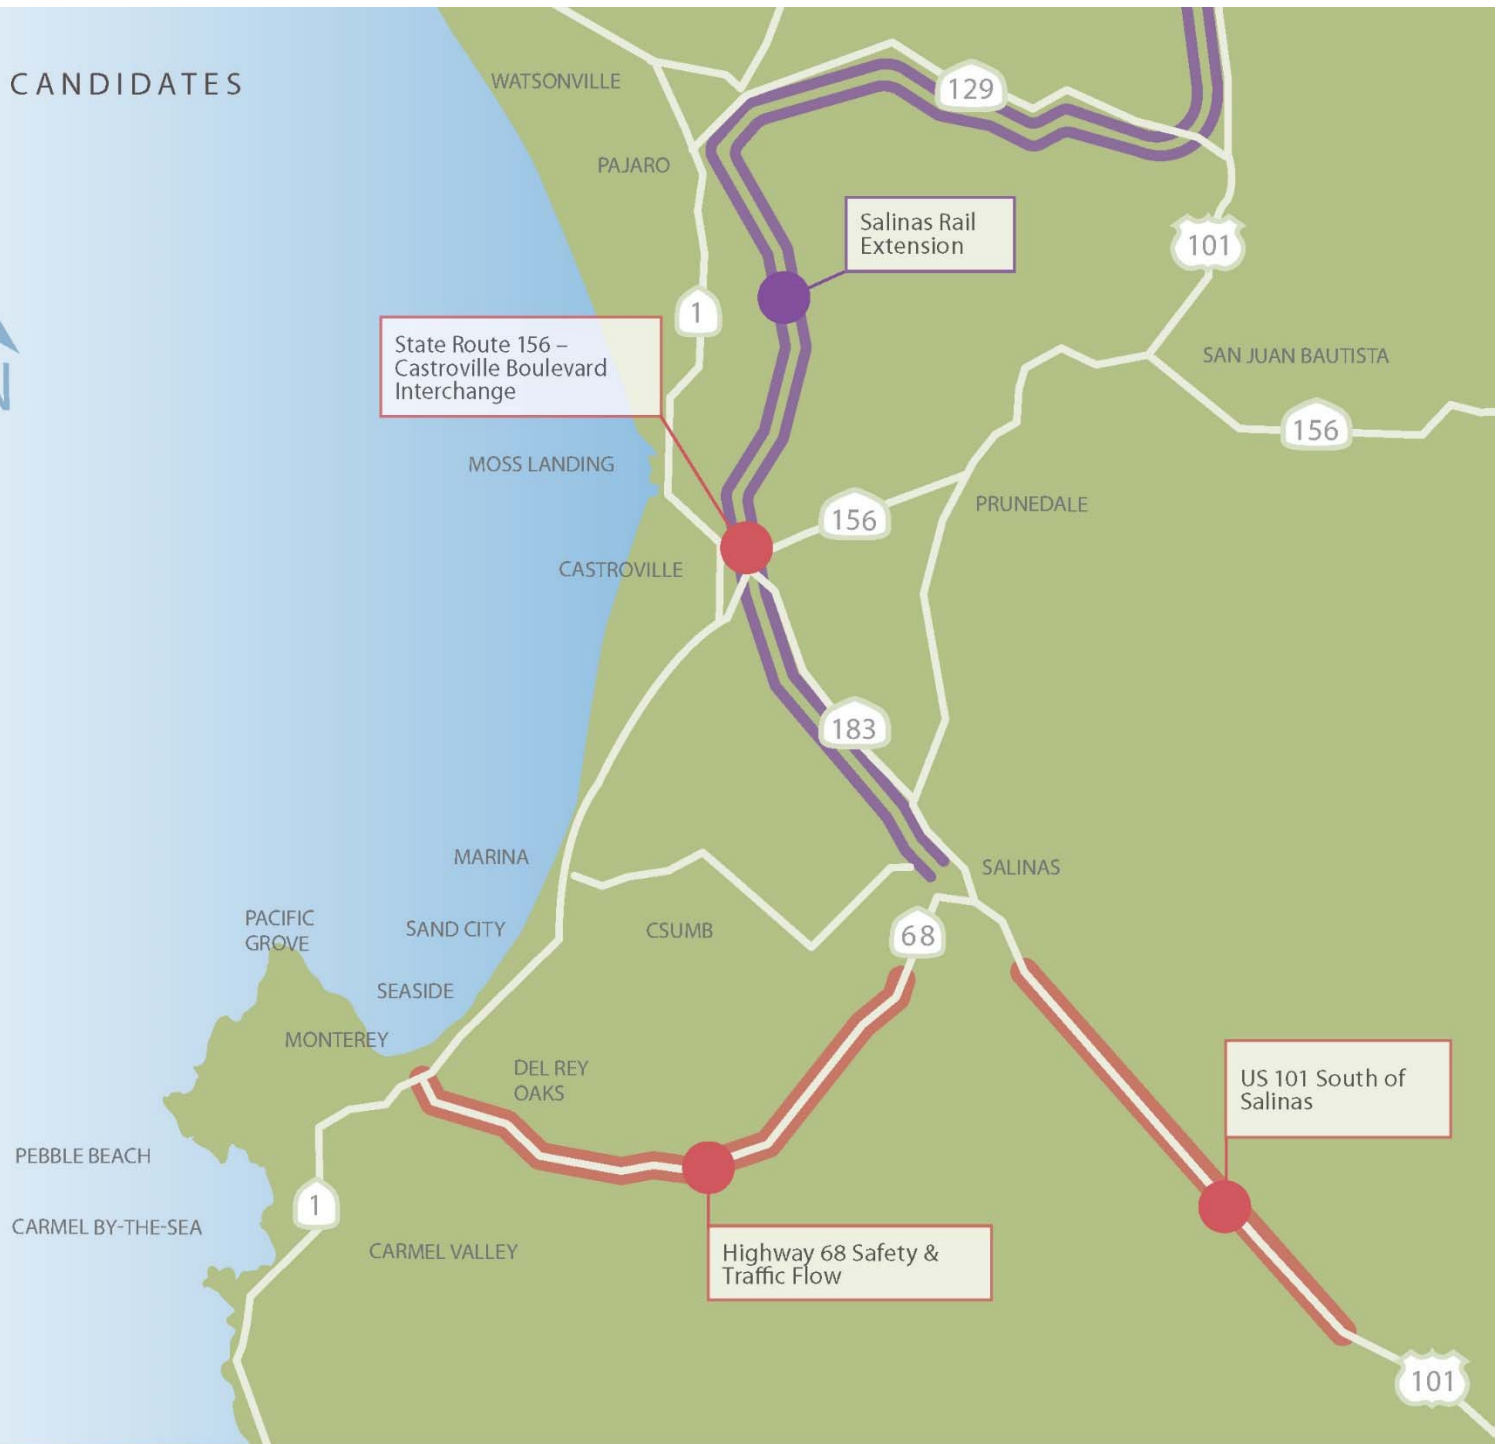 CANDIDATES
WATSONVILLE
129
PAJARO
Salinas Rail
Extension
101
1
State Route 156 –
Castroville Boulevard
Interchange
SAN JUAN BAUTISTA
156
MOSS LANDING
PRUNEDALE
156
CASTROVILLE
183
MARINA
SALINAS
PACIFIC
GROVE
SAND CITY
CSUMB
68
SEASIDE
MONTEREY
DEL REY
OAKS
US 101 South of
Salinas
PEBBLE BEACH
1
CARMEL BY-THE-SEA
CARMEL VALLEY
Highway 68 Safety &
Traffic Flow
101